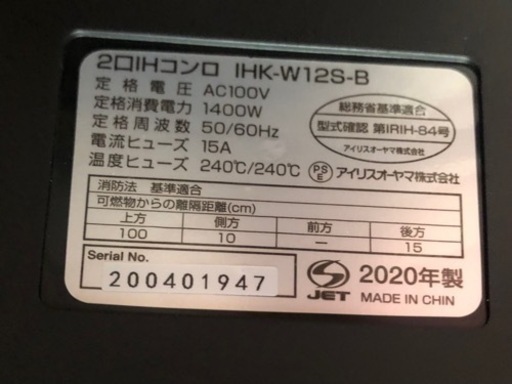 2口IHコンロ IHK-W12S-B
定格電圧 AC100V
定格消費電力 1400W
定格周波数 50/60Hz
電流ヒューズ 15A
温度ヒューズ 240℃/240℃
総務省基準適合
型式確認 第IRIH-84号
アイリスオーヤマ株式会社
PS
E
アイリスオーヤマ株式会社
消防法 基準適合
可燃物からの離隔距離(cm)
上方 側方 前方 後方
100 10 — 15
Serial No.
200401947
S
JET
2020年製
MADE IN CHIN